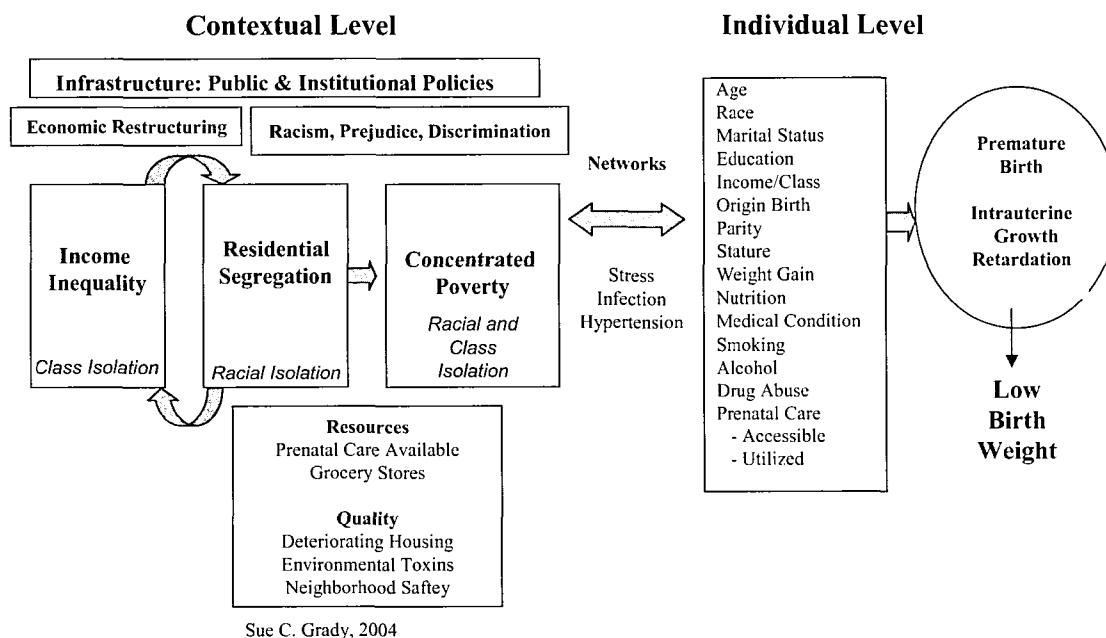 Contextual Level
Individual Level
Infrastructure: Public & Institutional Policies
Economic Restructuring
Racism, Prejudice, Discrimination
Income
Inequality
Class Isolation
Residential
Segregation
Racial Isolation
Concentrated
Poverty
Racial and
Class
Isolation
Resources
Prenatal Care Available
Grocery Stores
Quality
Deteriorating Housing
Environmental Toxins
Neighborhood Saftey
Networks
Stress
Infection
Hypertension
Age
Race
Marital Status
Education
Income/Class
Origin Birth
Parity
Stature
Weight Gain
Nutrition
Medical Condition
Smoking
Alcohol
Drug Abuse
Prenatal Care
- Accessible
- Utilized
Premature
Birth
Intrauterine
Growth
Retardation
Low
Birth
Weight
Sue C. Grady, 2004